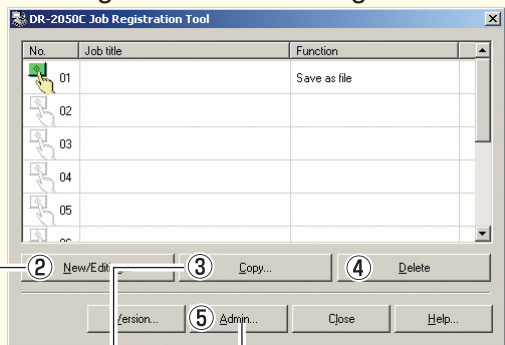 DR-2050C Job Registration Tool
No. Job title Function
01 Save as file
02
03
04
05
② New/Editing... ③ Copy... ④ Delete
Version... ⑤ Admin... Close Help...